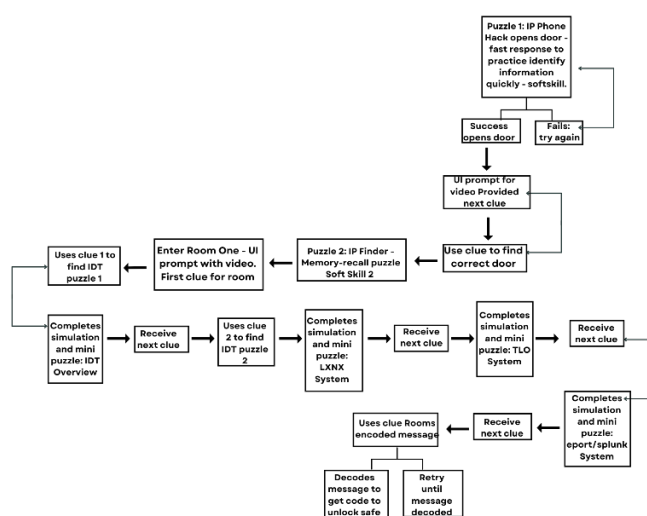 Puzzle 1: IP Phone
Hack opens door -
fast response to
practice identify
information
quickly - softskill.
Success
opens door
Fails:
try again
UI prompt for
video Provided
next clue
Use clue to find
correct door
Puzzle 2: IP Finder -
Memory-recall puzzle
Soft Skill 2
Enter Room One - UI
prompt with video.
First clue for room
Uses clue 1 to
find IDT
puzzle 1
Completes
simulation
and mini
puzzle: IDT
Overview
Receive
next clue
Uses clue
2 to find
IDT puzzle
2
Completes
simulation
and mini
puzzle:
LXNX
System
Receive
next clue
Completes
simulation
and mini
puzzle: TLO
System
Receive
next clue
Completes
simulation
and mini
puzzle:
eport/splunk
System
Receive
next clue
Uses clue Rooms
encoded message
Decodes
message to
get code to
unlock safe
Retry
until
message
decoded